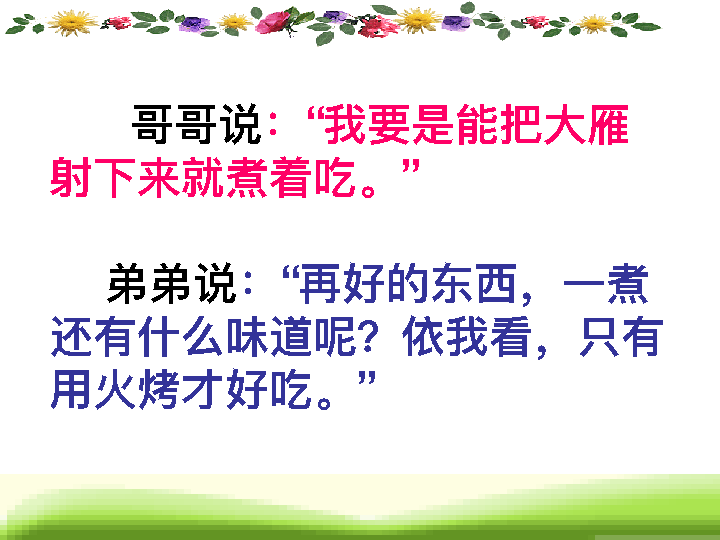 哥哥说：“我要是能把大雁
射下来就煮着吃。”
弟弟说：“再好的东西，一煮
还有什么味道呢？依我看，只有
用火烤才好吃。”